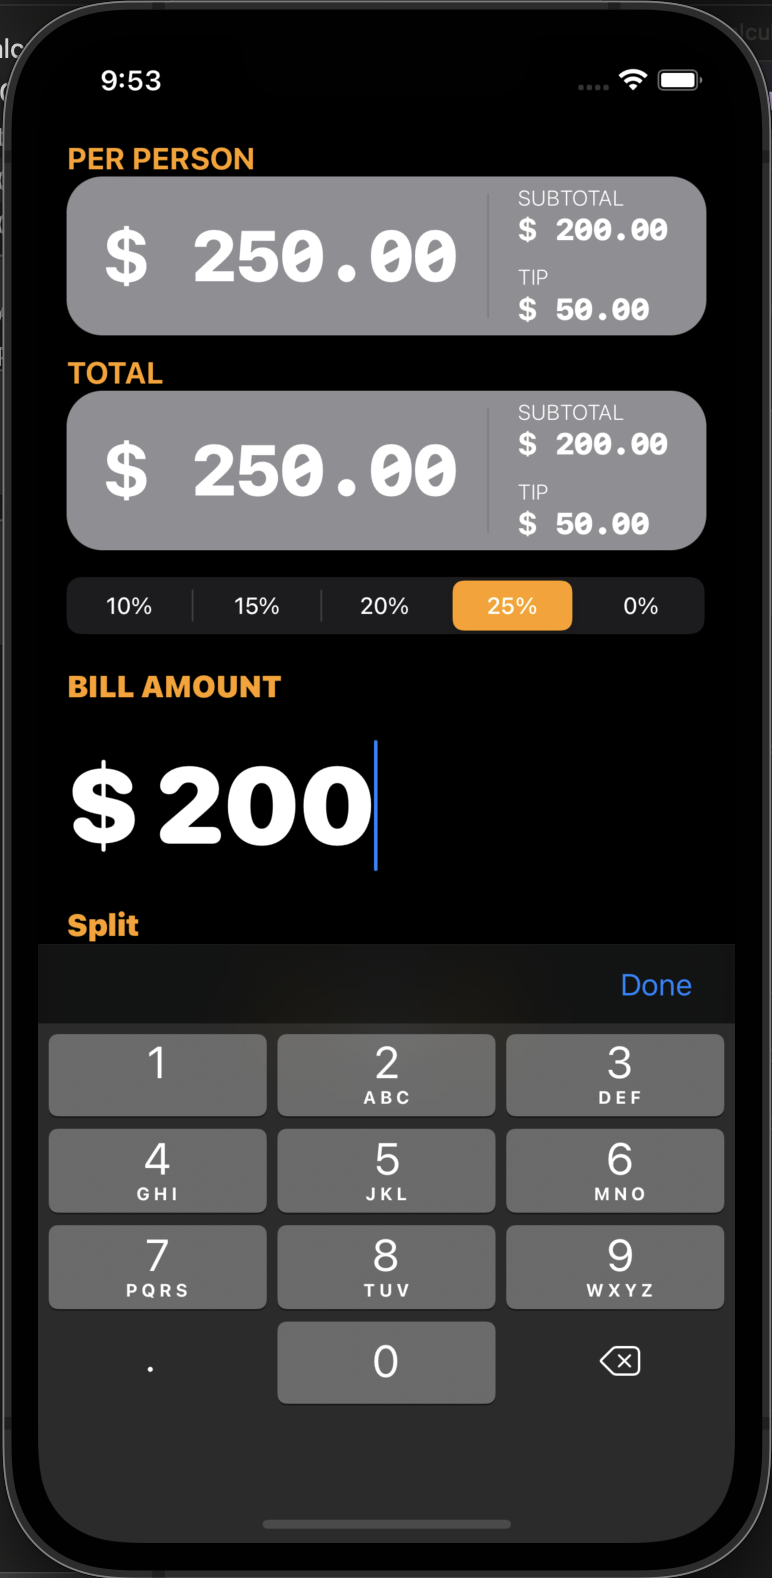 9:53
PER PERSON
$ 250.00
SUBTOTAL
$ 200.00
TIP
$ 50.00
TOTAL
$ 250.00
SUBTOTAL
$ 200.00
TIP
$ 50.00
10% 15% 20% 25% 0%
BILL AMOUNT
$ 200
Split
Done
1 2 3
ABC DEF
4 5 6
GHI JKL MNO
7 8 9
PQRS TUV WXYZ
. 0